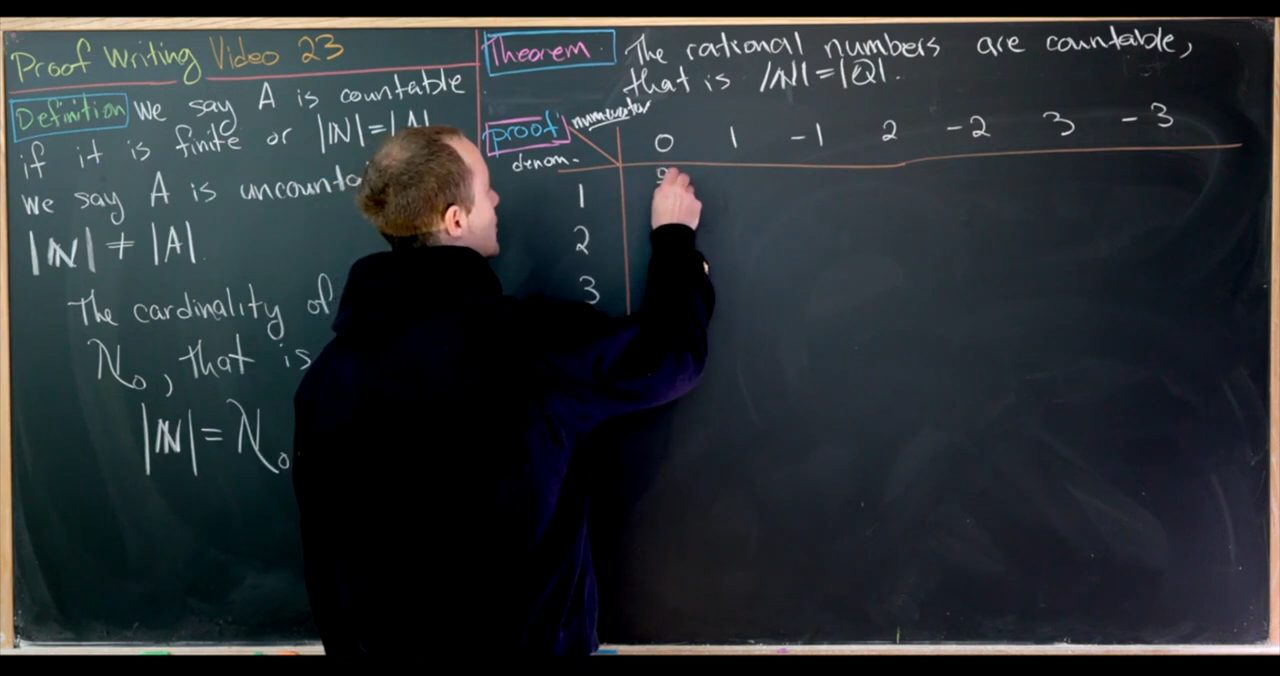 Proof Writing Video 23
Definition We say A is countable
if it is finite or |ℕ|=|A|
We say A is
|ℕ| ≠ |A|.
The cardinality of
ℵ₀, that is
|ℕ| = ℵ₀
Theorem. The rational numbers are countable,
that is |ℕ|=|ℚ|.
proof numerator
denom.
0 1 -1 2 -2 3 -3
1
2
3